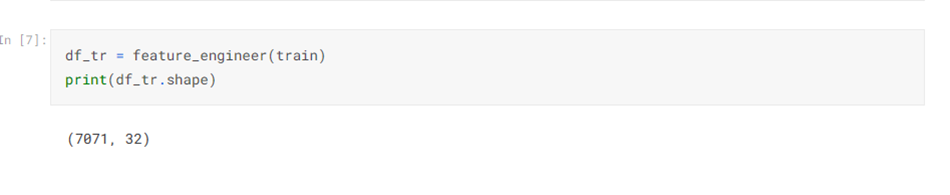 In [7]:
df_tr = feature_engineer(train)
print(df_tr.shape)
(7071, 32)